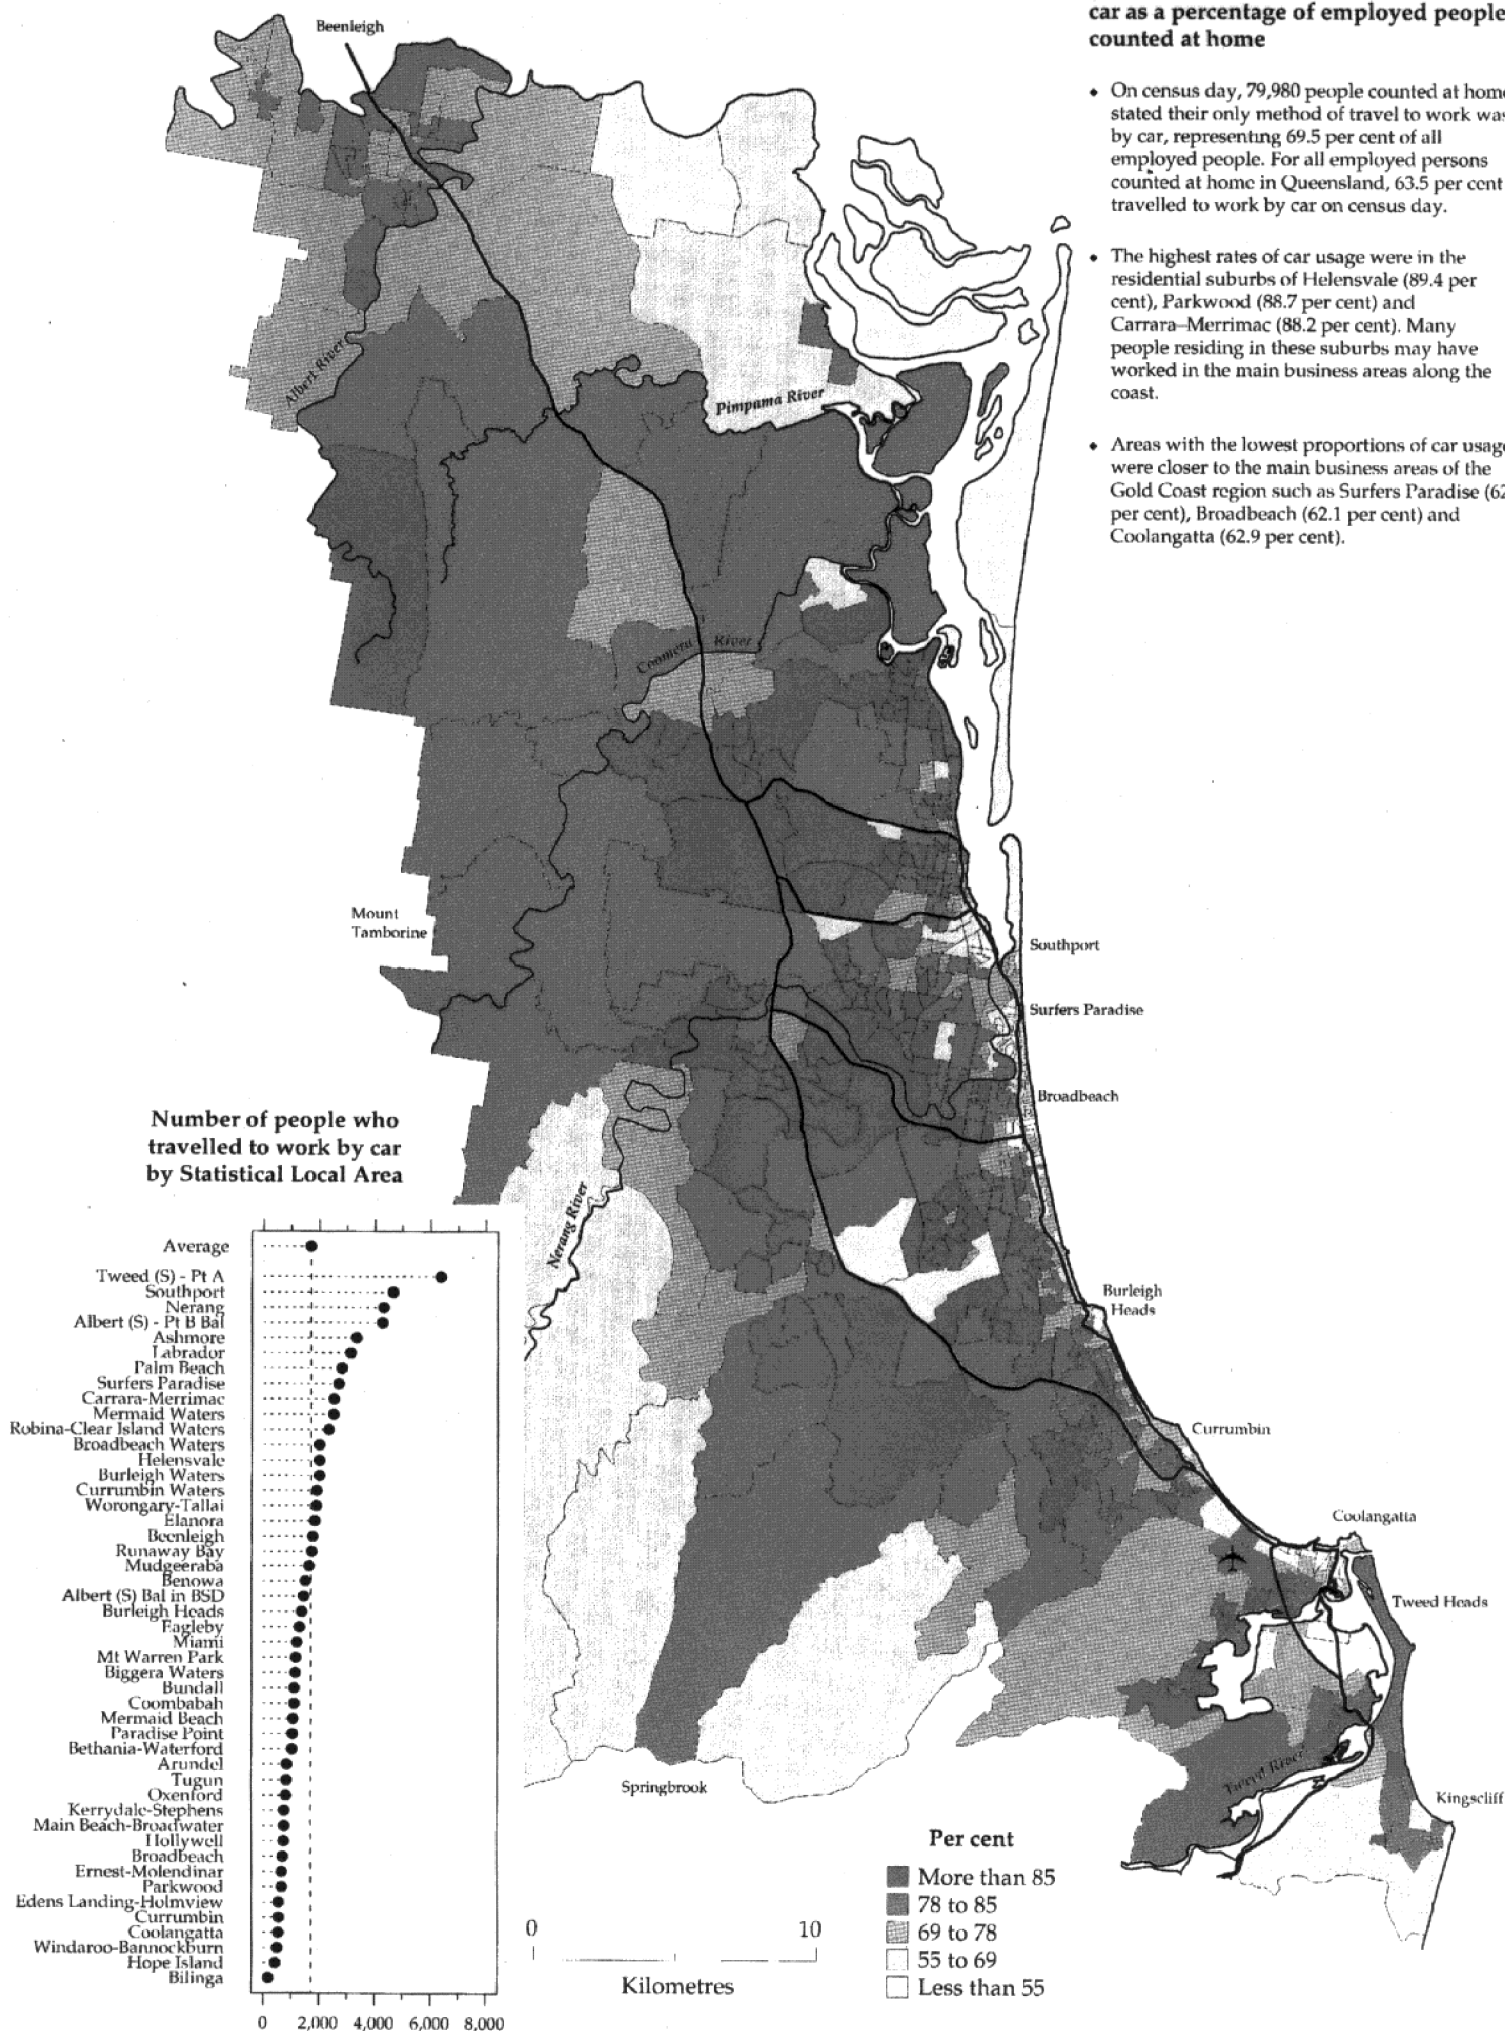 car as a percentage of employed people
counted at home
• On census day, 79,980 people counted at home
stated their only method of travel to work was
by car, representing 69.5 per cent of all
employed people. For all employed persons
counted at home in Queensland, 63.5 per cent
travelled to work by car on census day.
• The highest rates of car usage were in the
residential suburbs of Helensvale (89.4 per
cent), Parkwood (88.7 per cent) and
Carrara–Merrimac (88.2 per cent). Many
people residing in these suburbs may have
worked in the main business areas along the
coast.
• Areas with the lowest proportions of car usage
were closer to the main business areas of the
Gold Coast region such as Surfers Paradise (62
per cent), Broadbeach (62.1 per cent) and
Coolangatta (62.9 per cent).
Beenleigh
Albert River
Pimpama River
Coomera River
Mount
Tamborine
Southport
Surfers Paradise
Broadbeach
Nerang River
Burleigh
Heads
Currumbin
Coolangatta
Tweed Heads
Tweed River
Kingscliff
Springbrook
Number of people who
travelled to work by car
by Statistical Local Area
Average
Tweed (S) - Pt A
Southport
Nerang
Albert (S) - Pt B Bal
Ashmore
Labrador
Palm Beach
Surfers Paradise
Carrara-Merrimac
Mermaid Waters
Robina-Clear Island Waters
Broadbeach Waters
Helensvale
Burleigh Waters
Currumbin Waters
Worongary-Tallai
Elanora
Beenleigh
Runaway Bay
Mudgeeraba
Benowa
Albert (S) Bal in BSD
Burleigh Heads
Eagleby
Miami
Mt Warren Park
Biggera Waters
Bundall
Coombabah
Mermaid Beach
Paradise Point
Bethania-Waterford
Arundel
Tugun
Oxenford
Kerrydale-Stephens
Main Beach-Broadwater
Hollywell
Broadbeach
Ernest-Molendinar
Parkwood
Edens Landing-Holmview
Currumbin
Coolangatta
Windaroo-Bannockburn
Hope Island
Bilinga
0 2,000 4,000 6,000 8,000
0 10
Kilometres
Per cent
More than 85
78 to 85
69 to 78
55 to 69
Less than 55